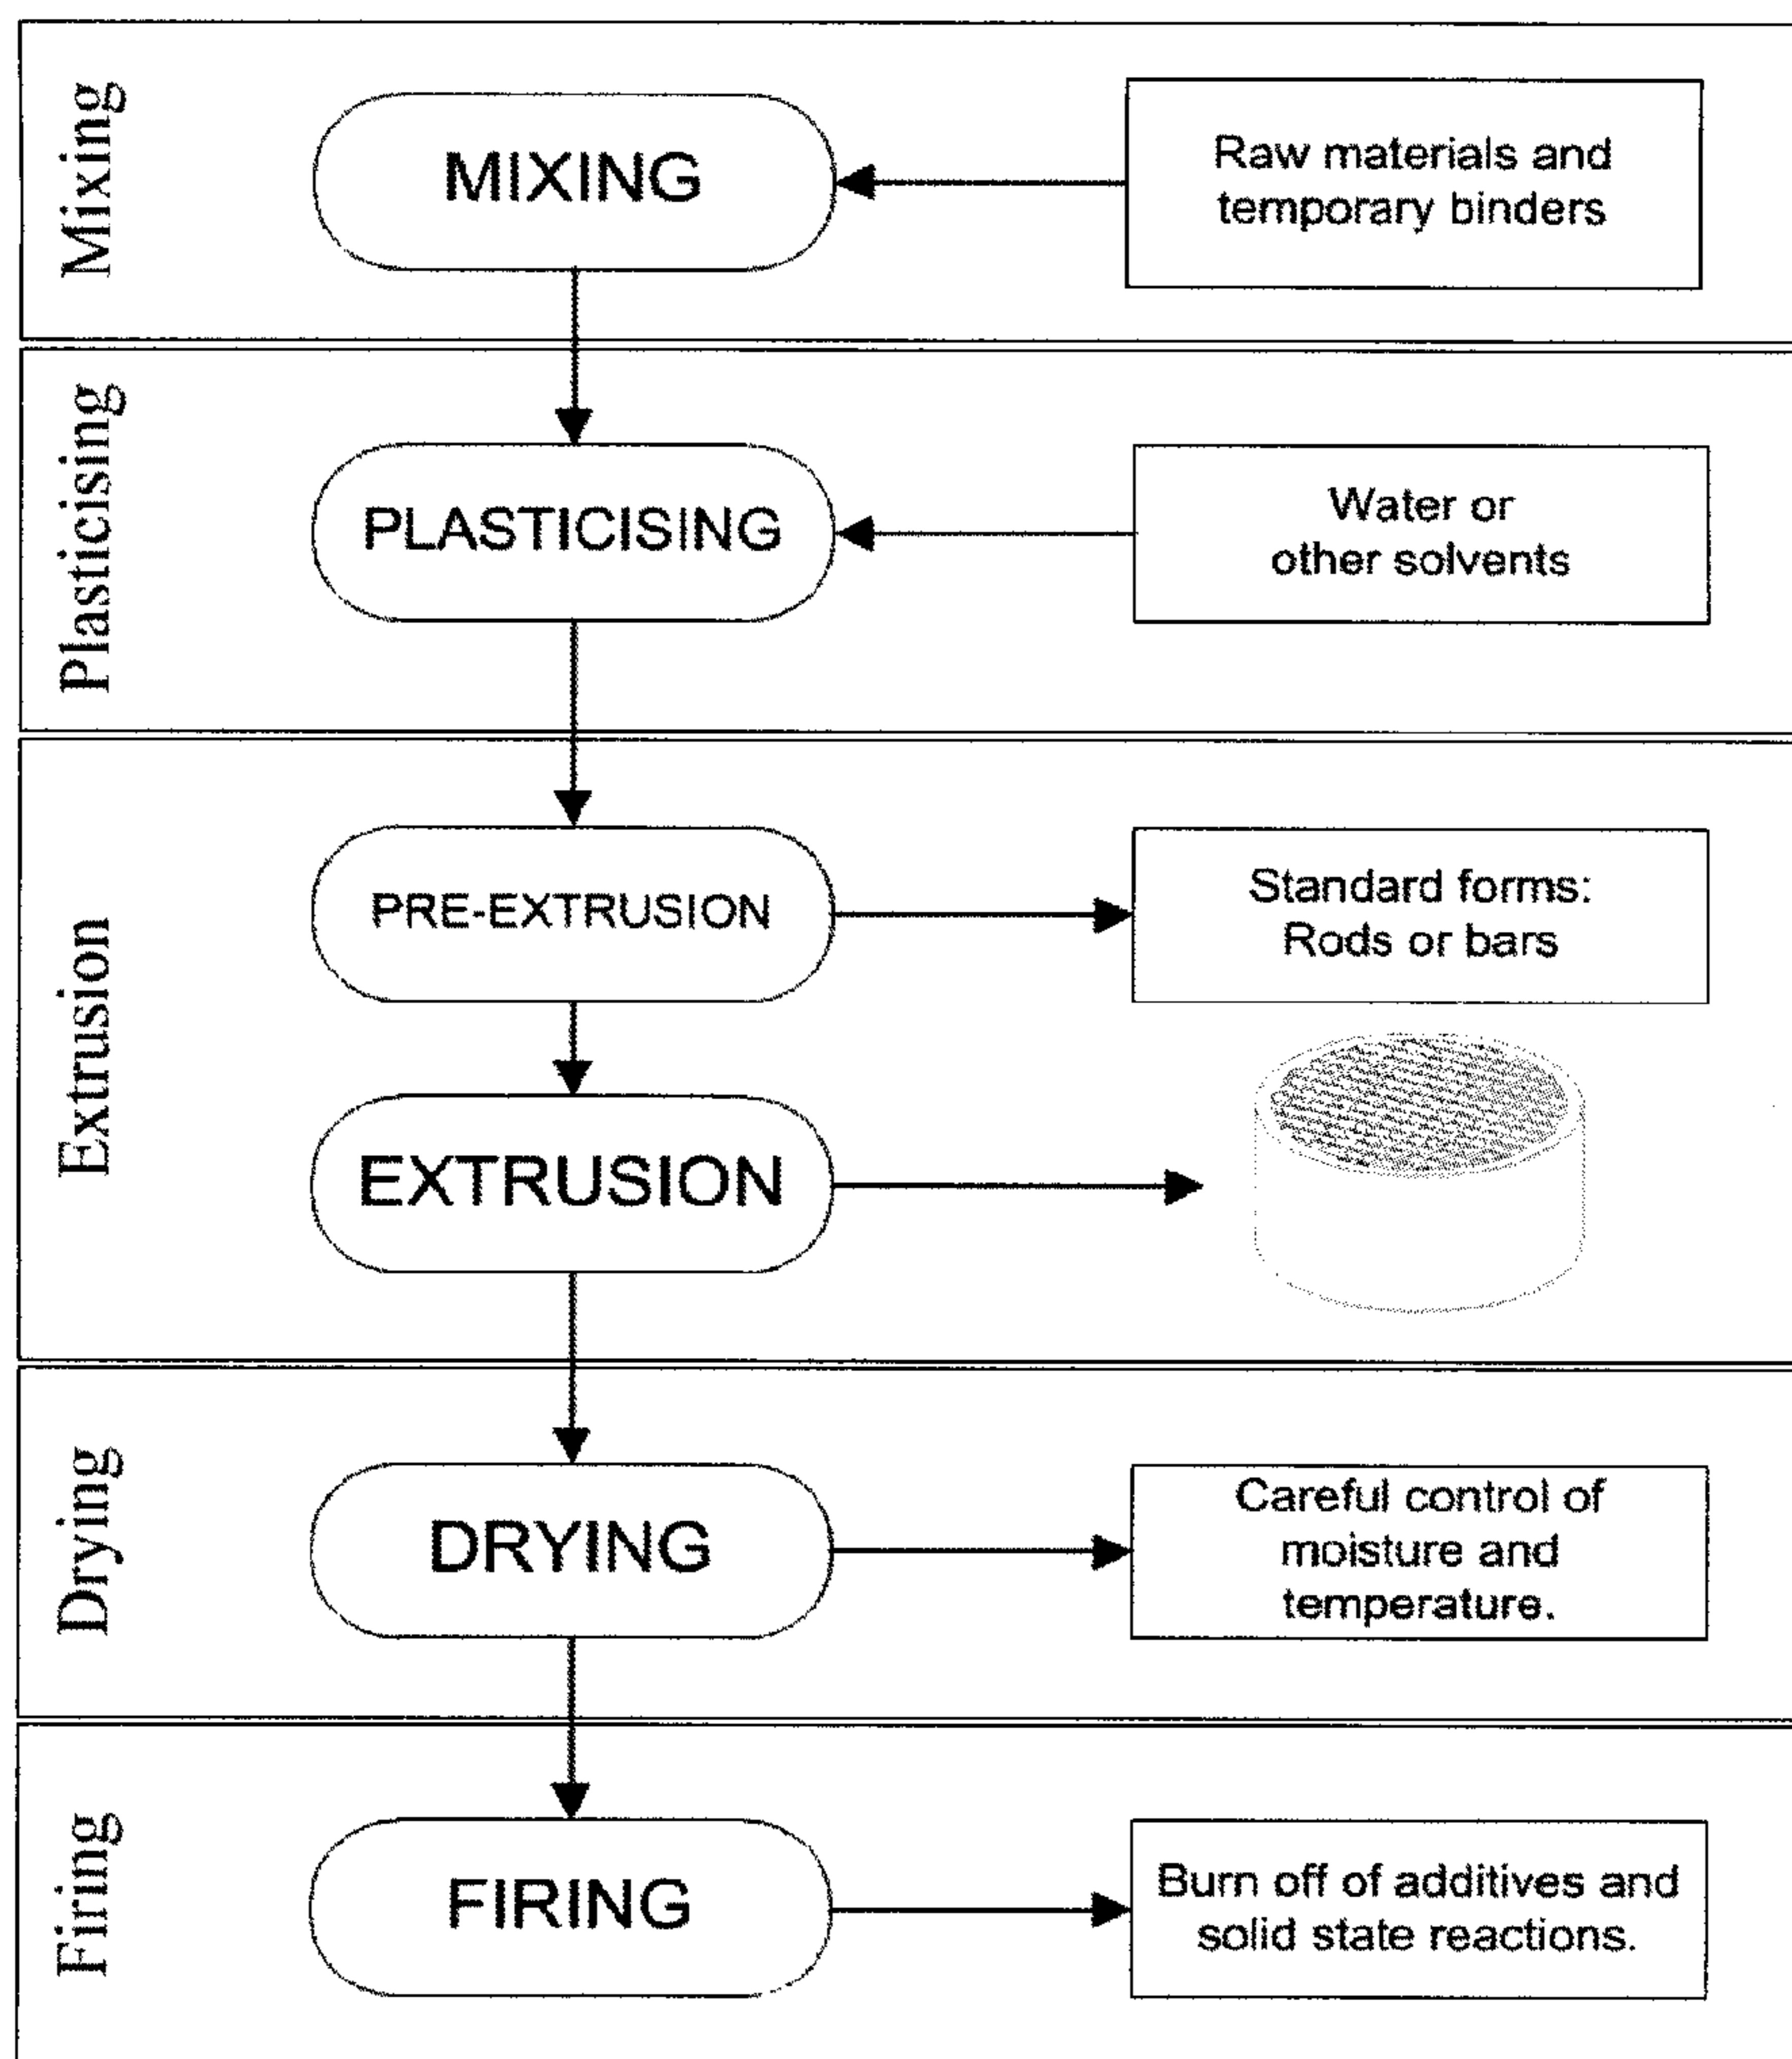 Mixing
MIXING
Raw materials and
temporary binders
Plasticising
PLASTICISING
Water or
other solvents
Extrusion
PRE-EXTRUSION
Standard forms:
Rods or bars
EXTRUSION
Drying
DRYING
Careful control of
moisture and
temperature.
Firing
FIRING
Burn off of additives and
solid state reactions.